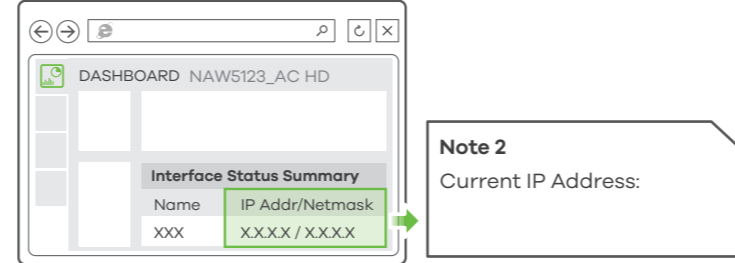 DASHBOARD NAW5123_AC HD
Interface Status Summary
Name IP Addr/Netmask
XXX X.X.X.X / X.X.X.X
Note 2
Current IP Address: